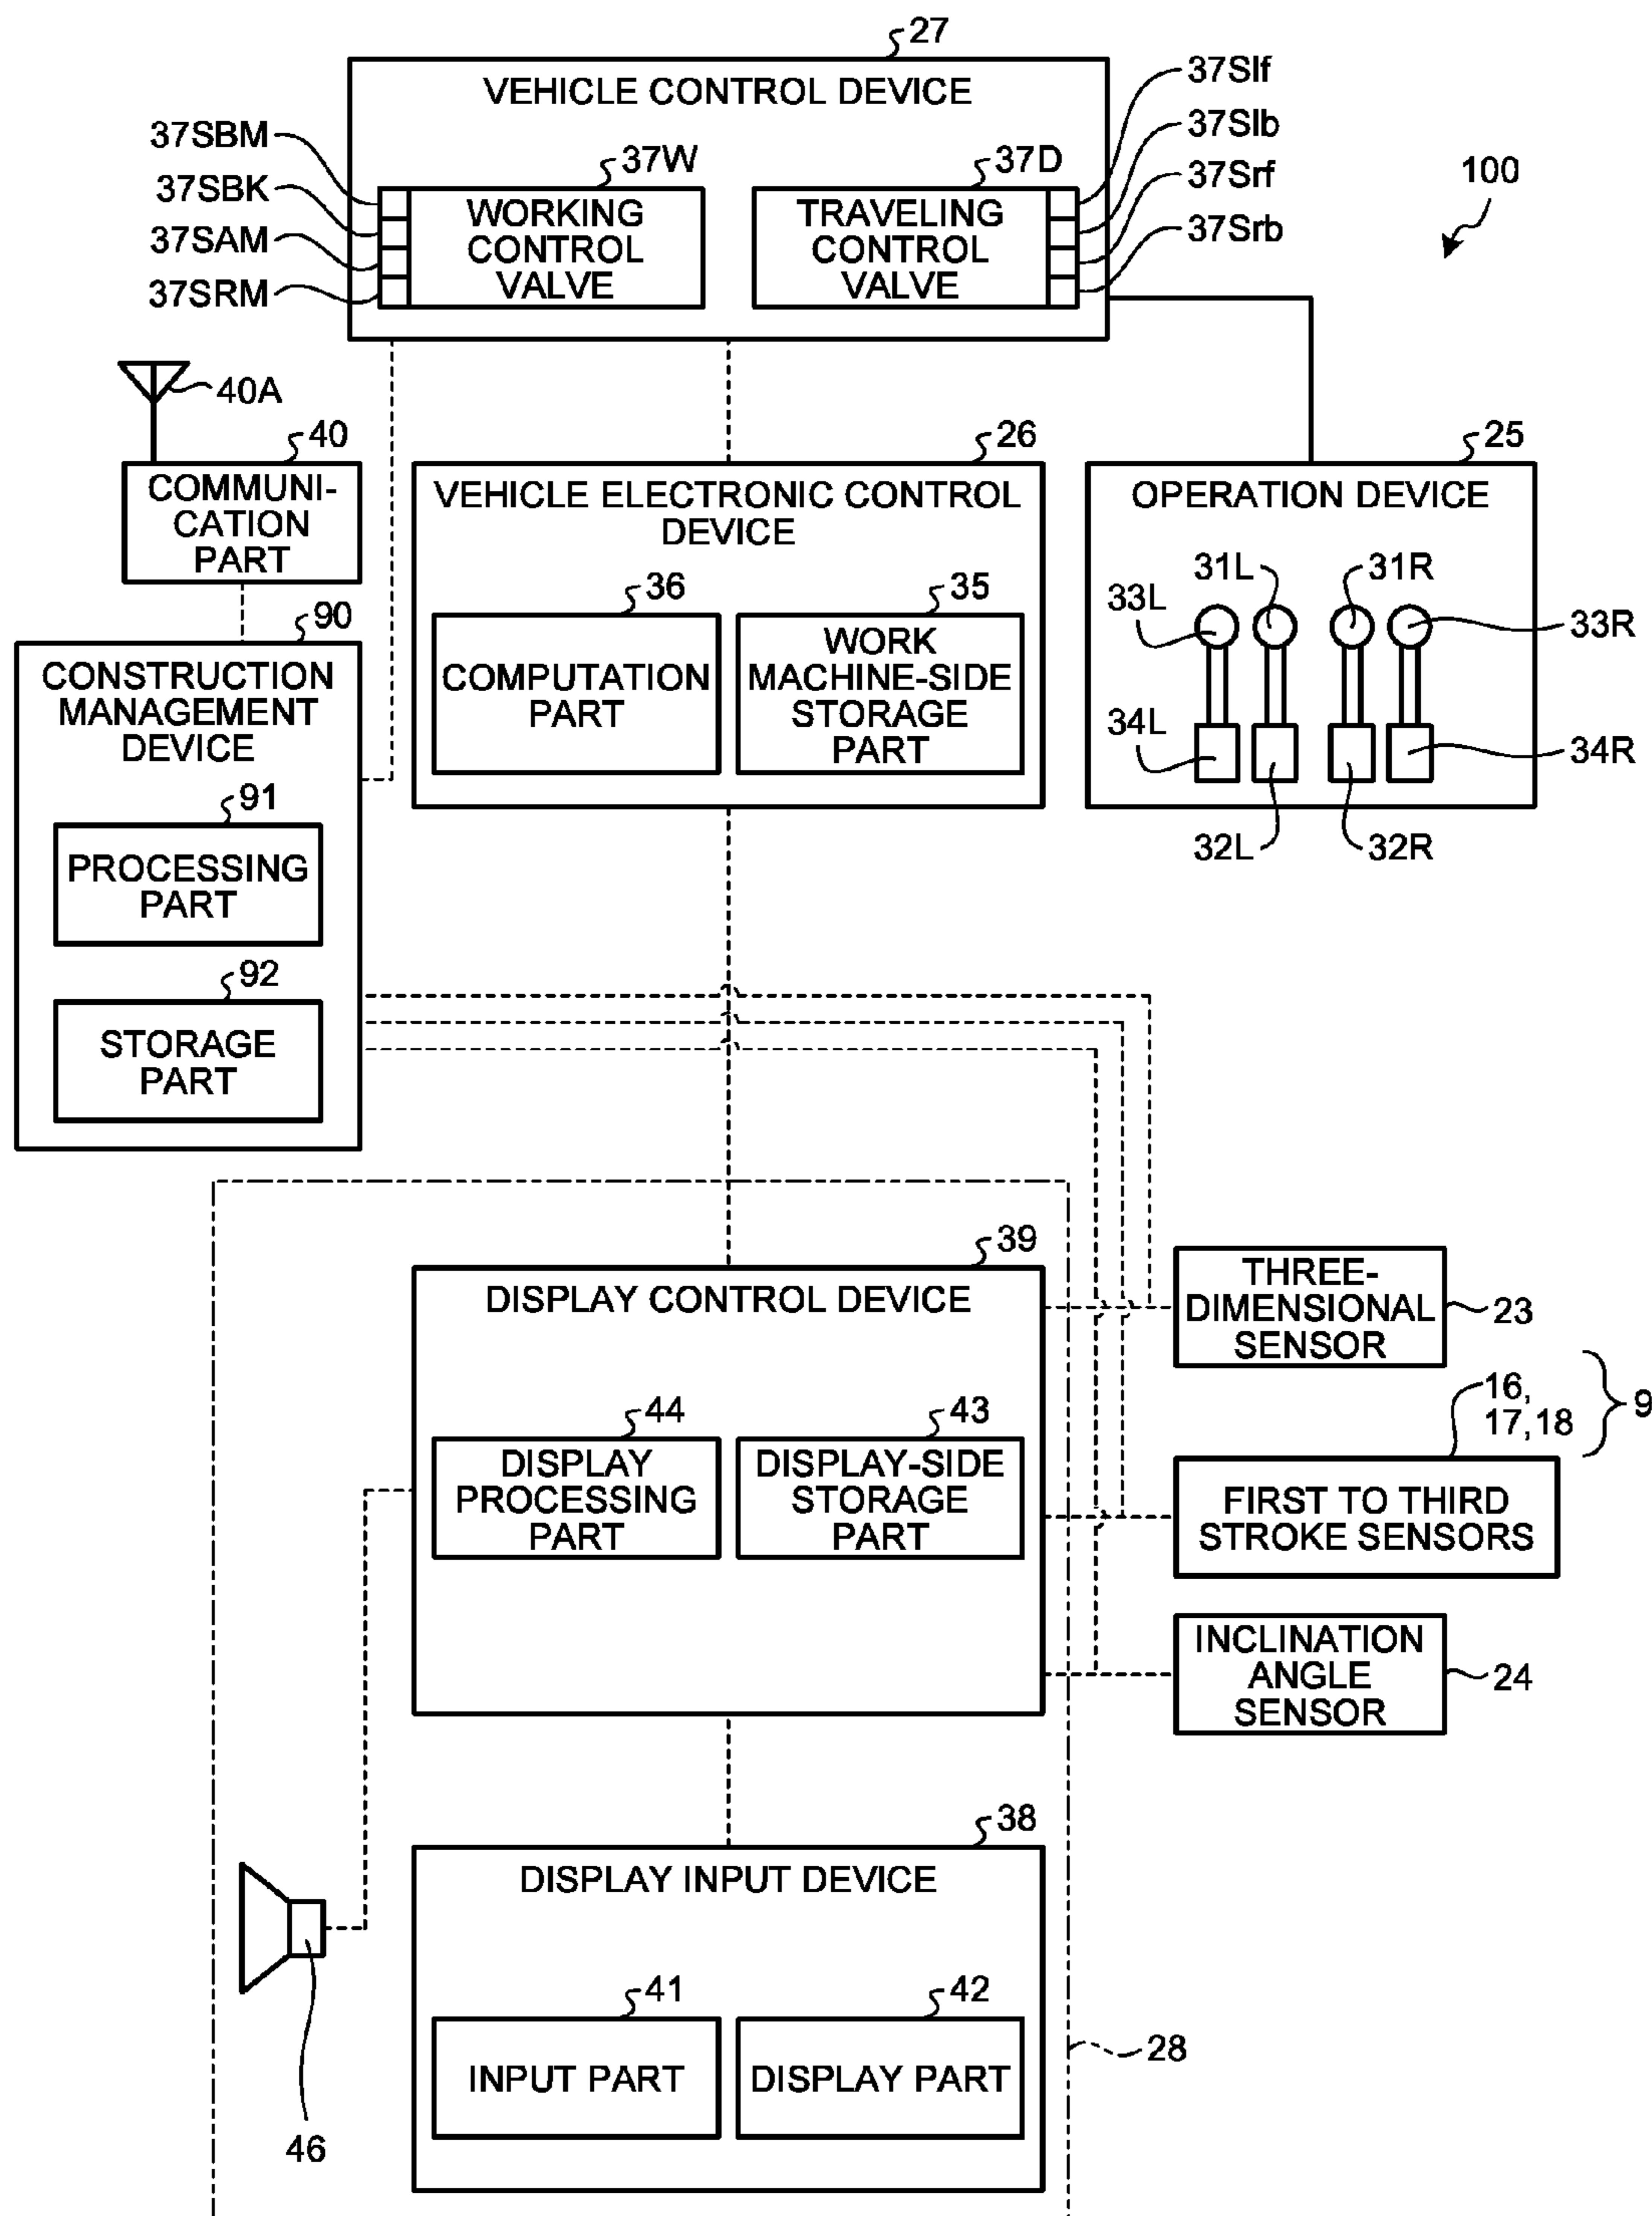 27
VEHICLE CONTROL DEVICE
37SBM
37SBK
37SAM
37SRM
37W
WORKING
CONTROL
VALVE
37D
TRAVELING
CONTROL
VALVE
37Slf
37Slb
37Srf
37Srb
100
40A
40
COMMUNI-
CATION
PART
26
VEHICLE ELECTRONIC CONTROL
DEVICE
36
COMPUTATION
PART
35
WORK
MACHINE-SIDE
STORAGE
PART
25
OPERATION DEVICE
33L
31L
31R
33R
34L
32L
32R
34R
90
CONSTRUCTION
MANAGEMENT
DEVICE
91
PROCESSING
PART
92
STORAGE
PART
39
DISPLAY CONTROL DEVICE
44
DISPLAY
PROCESSING
PART
43
DISPLAY-SIDE
STORAGE
PART
THREE-
DIMENSIONAL
SENSOR
23
16,
17,18
9
FIRST TO THIRD
STROKE SENSORS
INCLINATION
ANGLE
SENSOR
24
38
DISPLAY INPUT DEVICE
41
INPUT PART
42
DISPLAY PART
28
46